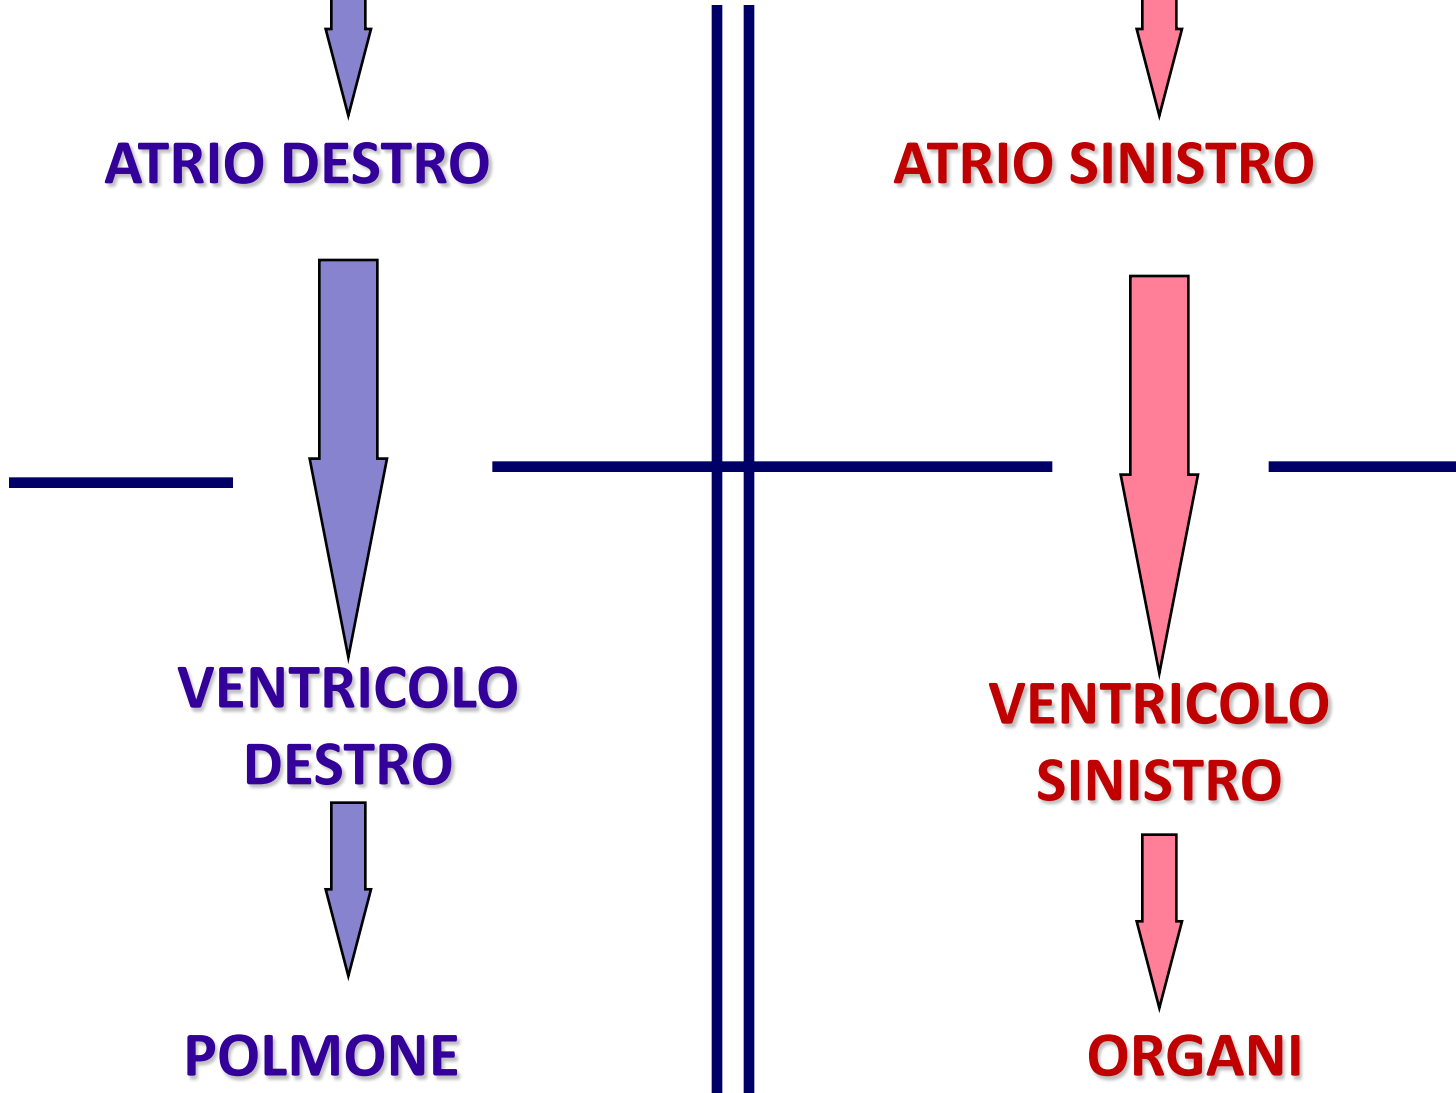 ATRIO DESTRO
ATRIO SINISTRO
VENTRICOLO
DESTRO
VENTRICOLO
SINISTRO
POLMONE
ORGANI